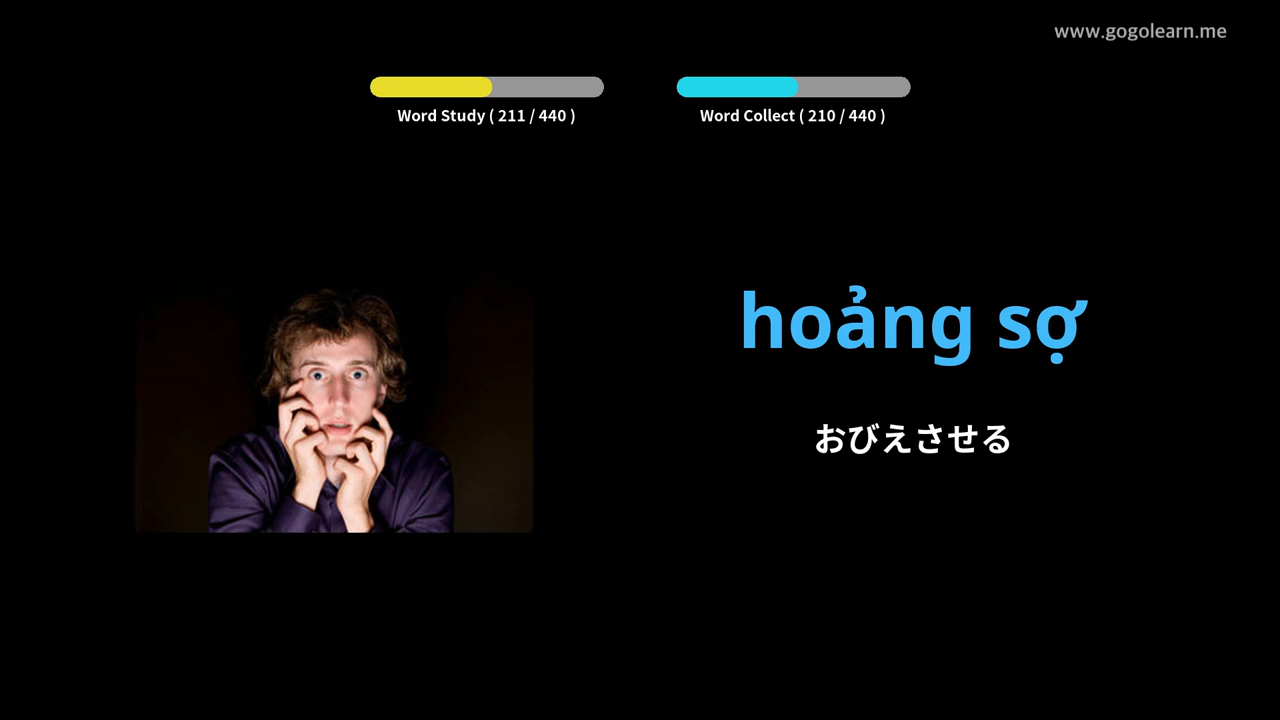 www.gogolearn.me
Word Study ( 211 / 440 )
Word Collect ( 210 / 440 )
hoảng sợ
おびえさせる